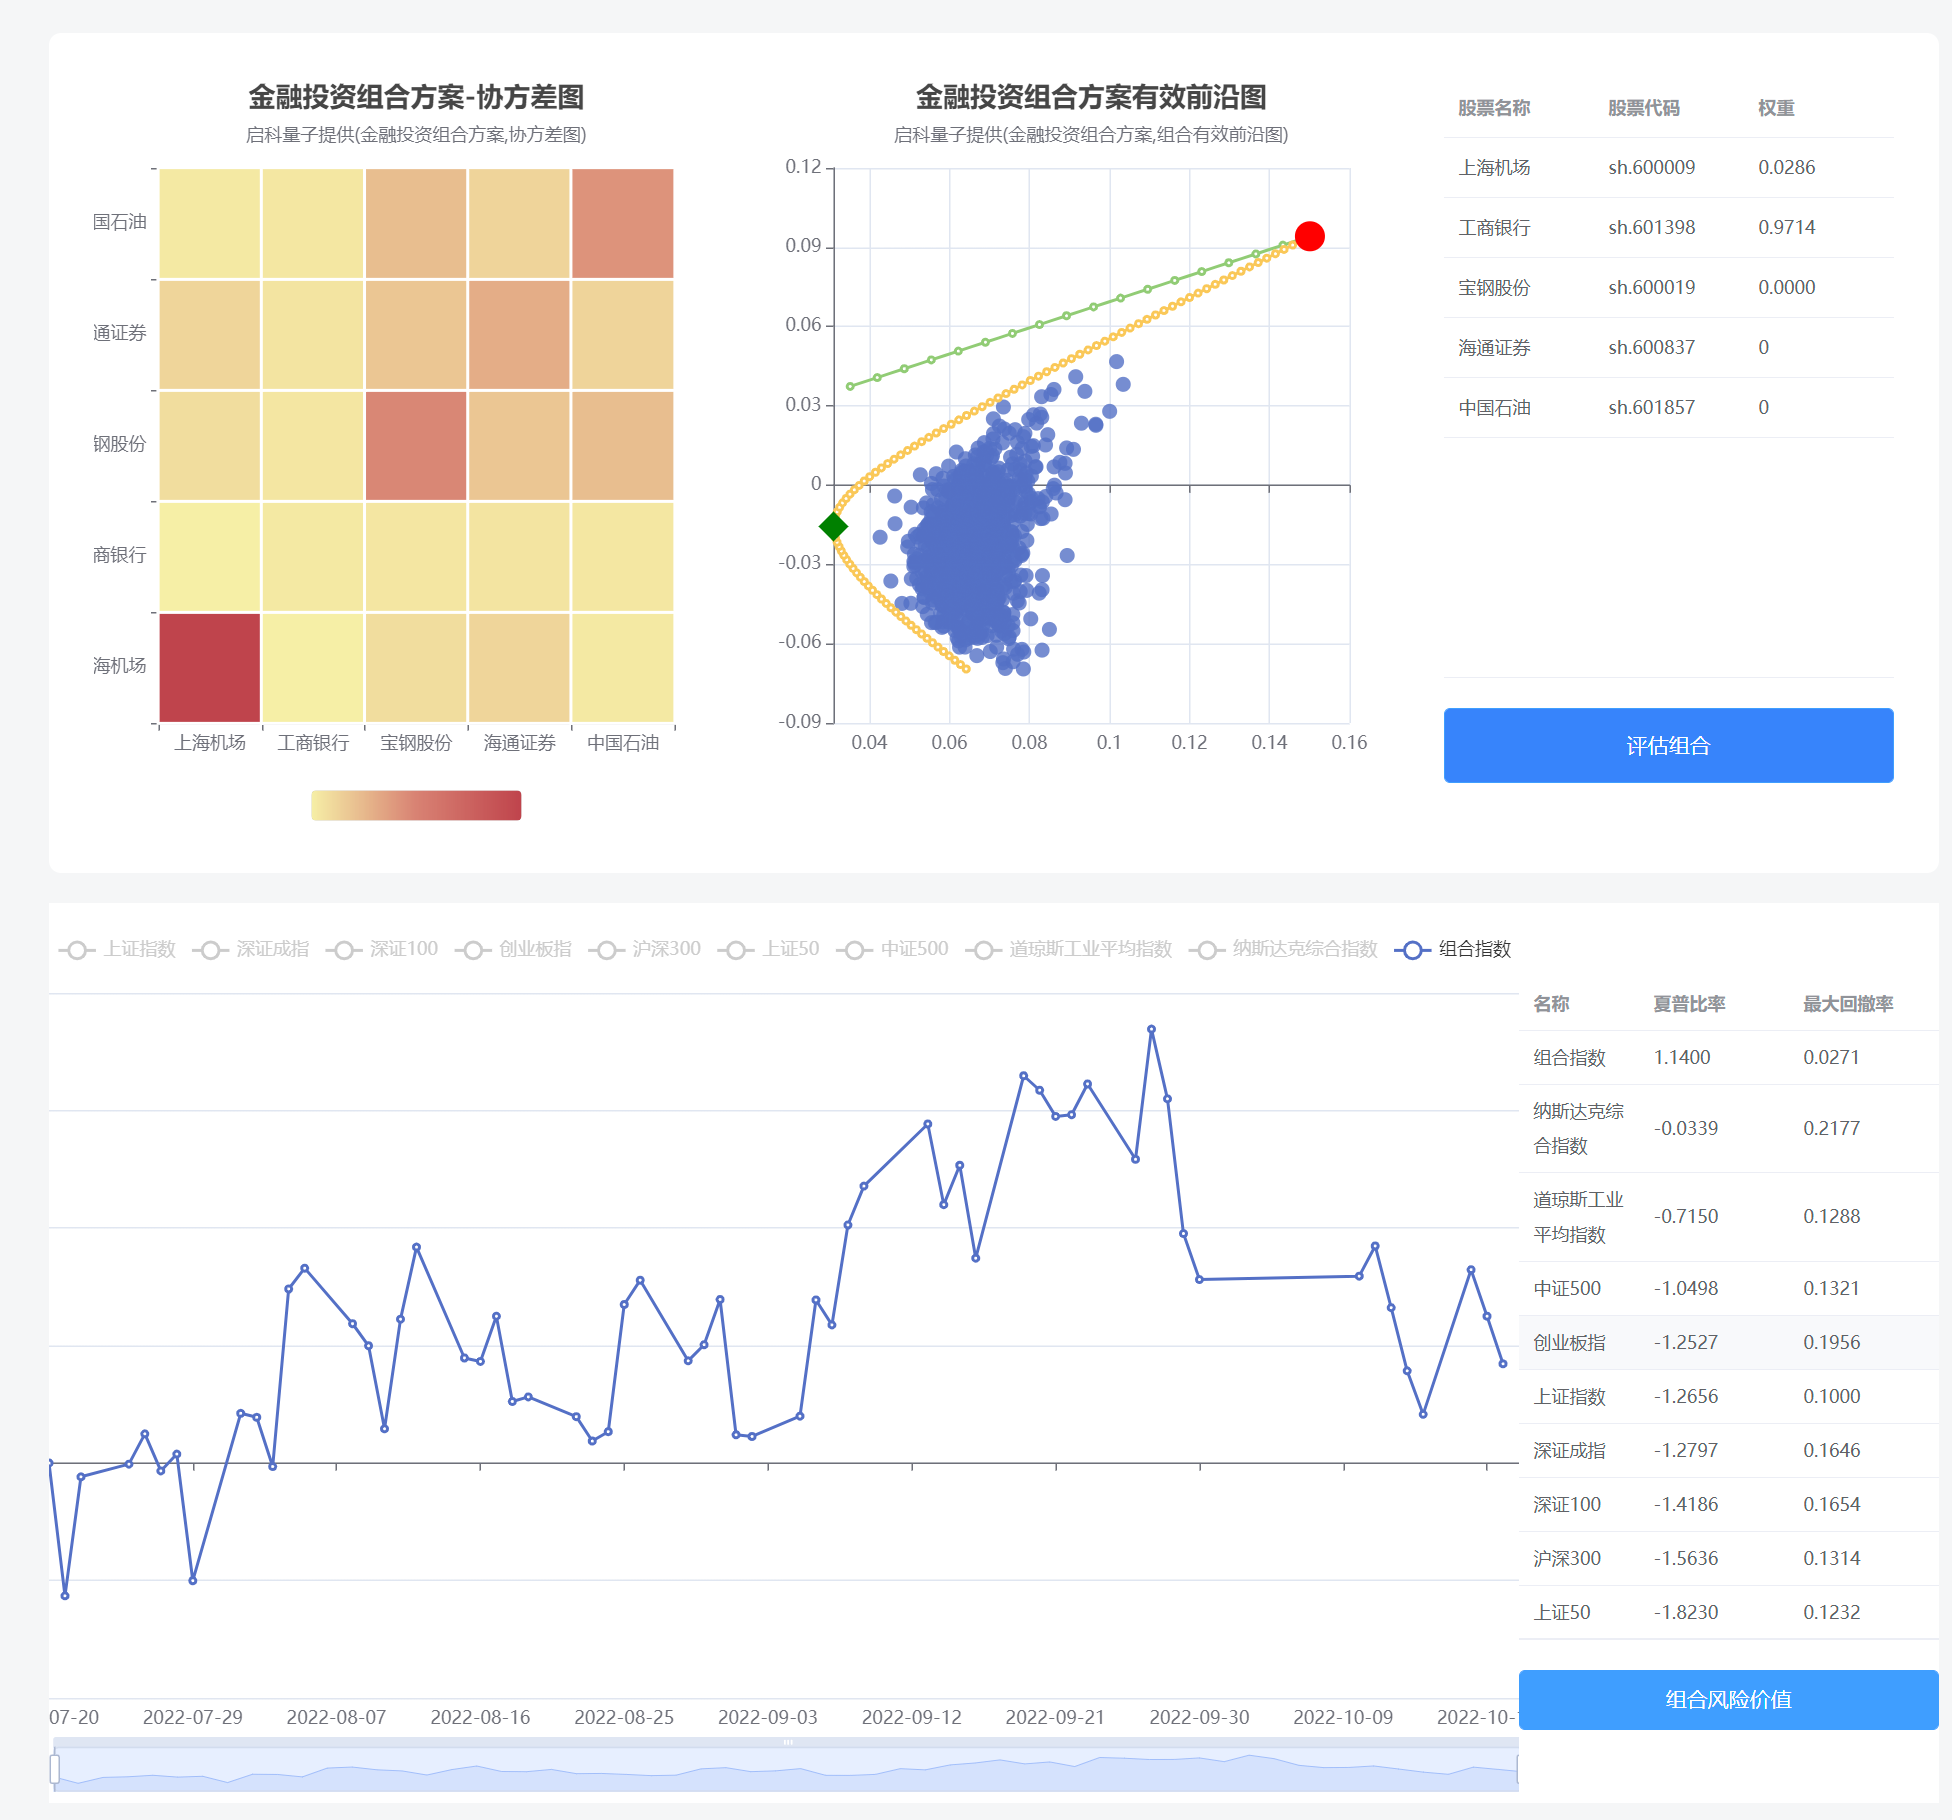 金融投资组合方案-协方差图
启科量子提供(金融投资组合方案,协方差图)
国石油
通证券
钢股份
商银行
海机场
上海机场 工商银行 宝钢股份 海通证券 中国石油
金融投资组合方案有效前沿图
启科量子提供(金融投资组合方案,组合有效前沿图)
0.12
0.09
0.06
0.03
0
-0.03
-0.06
-0.09
0.04 0.06 0.08 0.1 0.12 0.14 0.16
股票名称 股票代码 权重
上海机场 sh.600009 0.0286
工商银行 sh.601398 0.9714
宝钢股份 sh.600019 0.0000
海通证券 sh.600837 0
中国石油 sh.601857 0
评估组合
上证指数 深证成指 深证100 创业板指 沪深300 上证50 中证500 道琼斯工业平均指数 纳斯达克综合指数 组合指数
07-20 2022-07-29 2022-08-07 2022-08-16 2022-08-25 2022-09-03 2022-09-12 2022-09-21 2022-09-30 2022-10-09 2022-10-
名称 夏普比率 最大回撤率
组合指数 1.1400 0.0271
纳斯达克综
合指数 -0.0339 0.2177
道琼斯工业
平均指数 -0.7150 0.1288
中证500 -1.0498 0.1321
创业板指 -1.2527 0.1956
上证指数 -1.2656 0.1000
深证成指 -1.2797 0.1646
深证100 -1.4186 0.1654
沪深300 -1.5636 0.1314
上证50 -1.8230 0.1232
组合风险价值